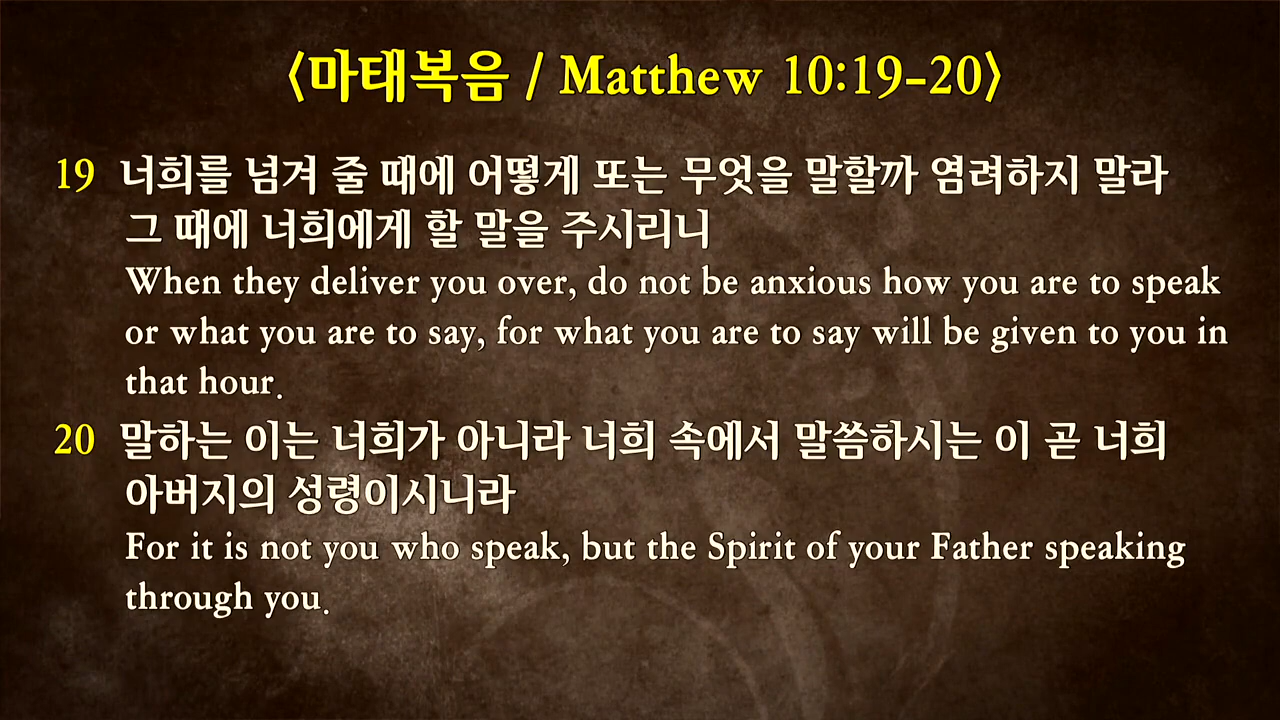 〈마태복음 / Matthew 10:19-20〉
19 너희를 넘겨 줄 때에 어떻게 또는 무엇을 말할까 염려하지 말라
그 때에 너희에게 할 말을 주시리니
When they deliver you over, do not be anxious how you are to speak
or what you are to say, for what you are to say will be given to you in
that hour.
20 말하는 이는 너희가 아니라 너희 속에서 말씀하시는 이 곧 너희
아버지의 성령이시니라
For it is not you who speak, but the Spirit of your Father speaking
through you.